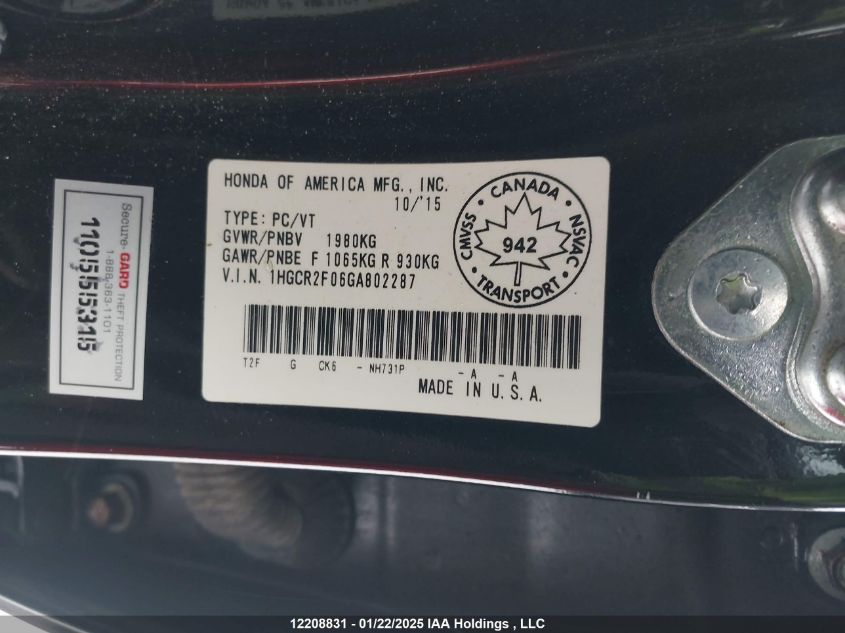 HONDA OF AMERICA MFG., INC.
10/'15
TYPE: PC/VT
GVWR/PNBV 1980KG
GAWR/PNBE F 1065KG R 930KG
V.I.N. 1HGCR2F06GA802287
CANADA
CMVSS
NSVAC
942
TRANSPORT
T2F G CK6 - NH731P -A -A
MADE IN U.S.A.
Secure-GARD THEFT PROTECTION
1-888-363-1101
110555315
12208831 - 01/22/2025 IAA Holdings , LLC